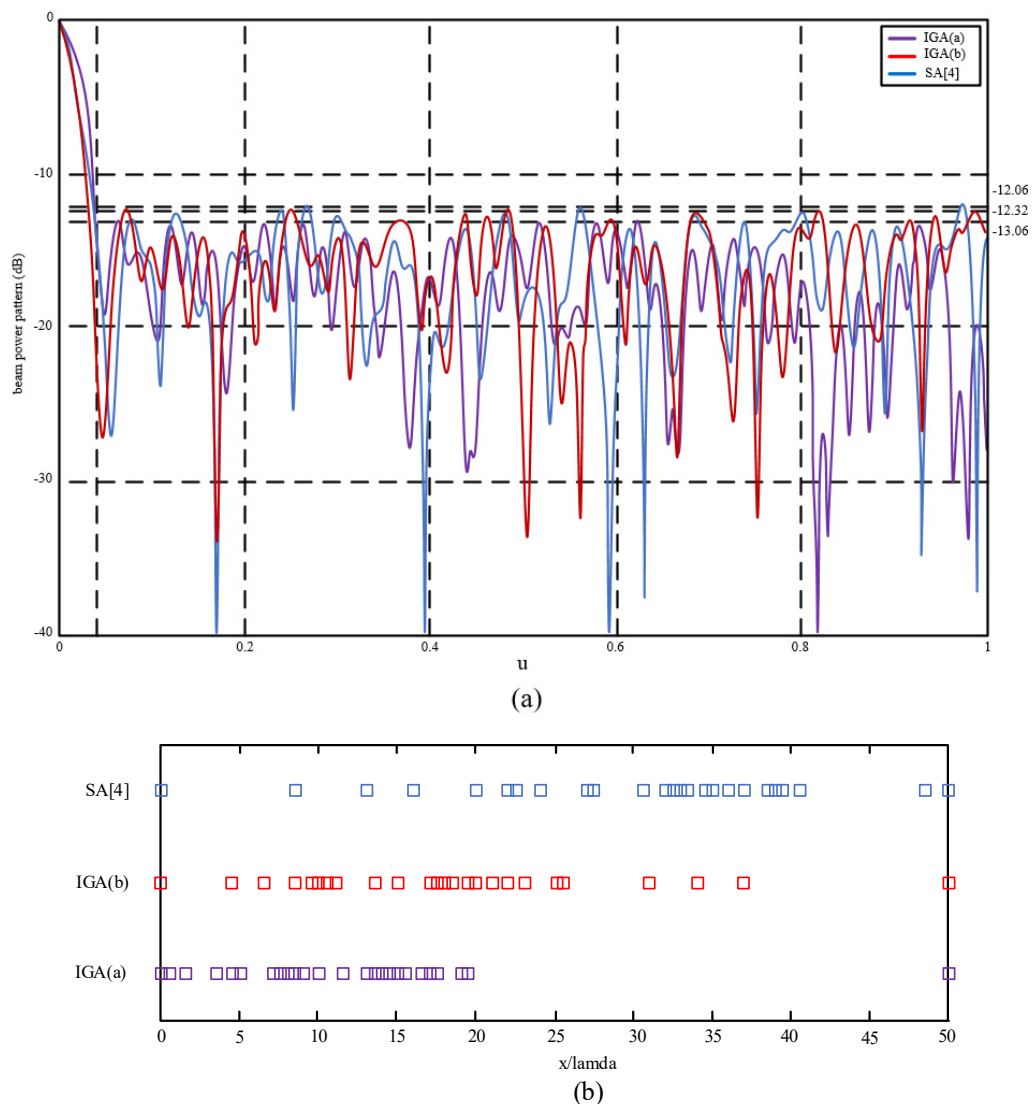 0
-10
-20
-30
-40
beam power pattern (dB)
IGA(a)
IGA(b)
SA[4]
-12.06
-12.32
-13.06
0 0.2 0.4 0.6 0.8 1
u
(a)
SA[4]
IGA(b)
IGA(a)
0 5 10 15 20 25 30 35 40 45 50
x/lamda
(b)